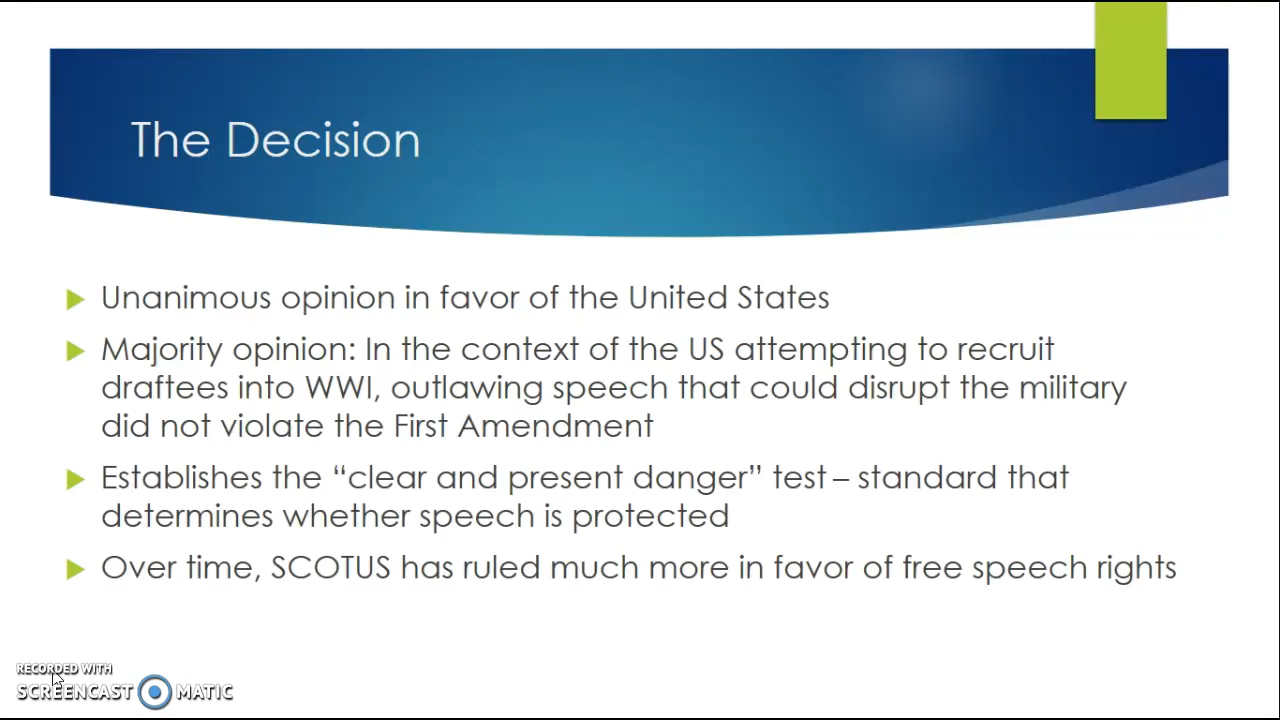 The Decision
Unanimous opinion in favor of the United States
Majority opinion: In the context of the US attempting to recruit
draftees into WWI, outlawing speech that could disrupt the military
did not violate the First Amendment
Establishes the “clear and present danger” test – standard that
determines whether speech is protected
Over time, SCOTUS has ruled much more in favor of free speech rights
RECORDED WITH
SCREENCAST MATIC